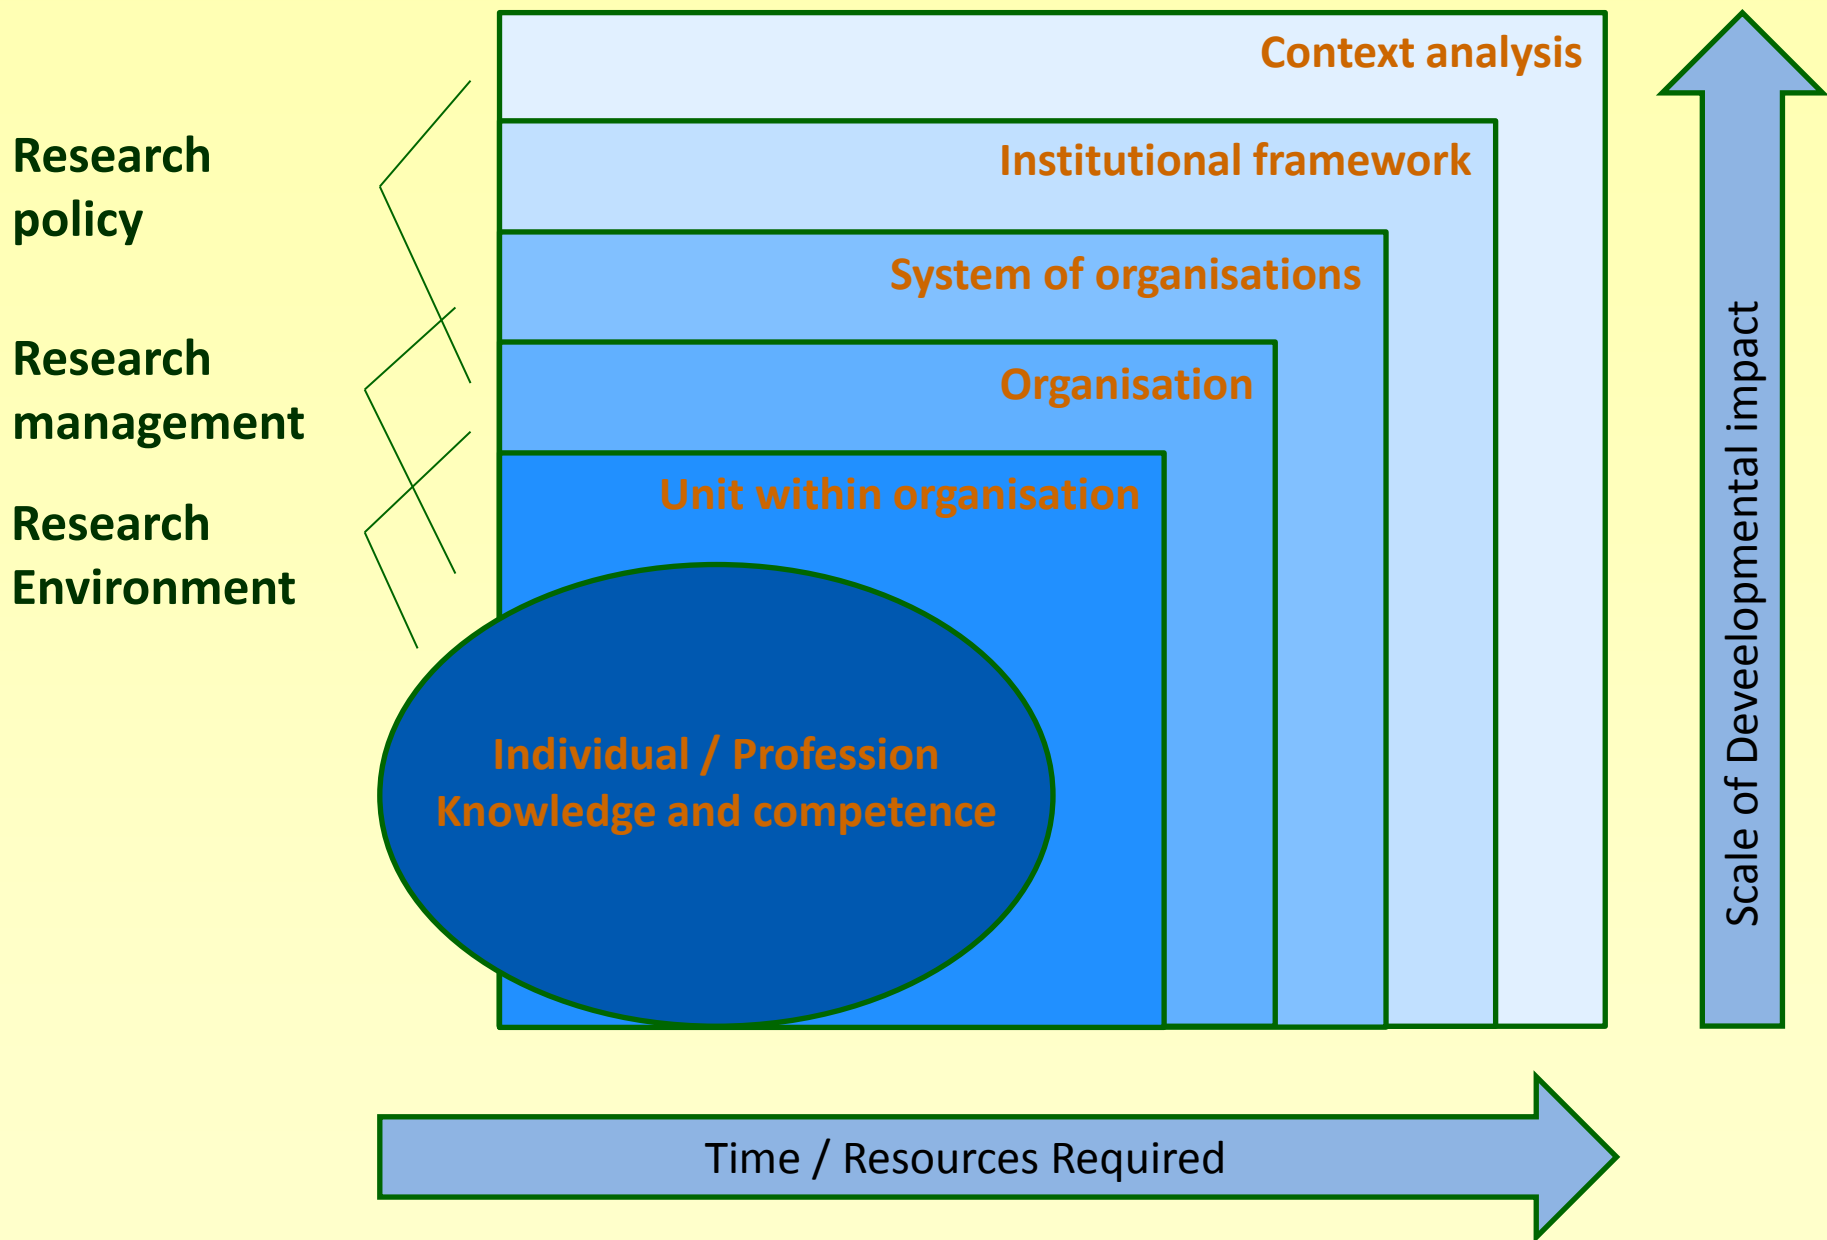 Context analysis
Institutional framework
System of organisations
Organisation
Unit within organisation
Individual / Profession
Knowledge and competence
Research
policy
Research
management
Research
Environment
Scale of Deveelopmental impact
Time / Resources Required